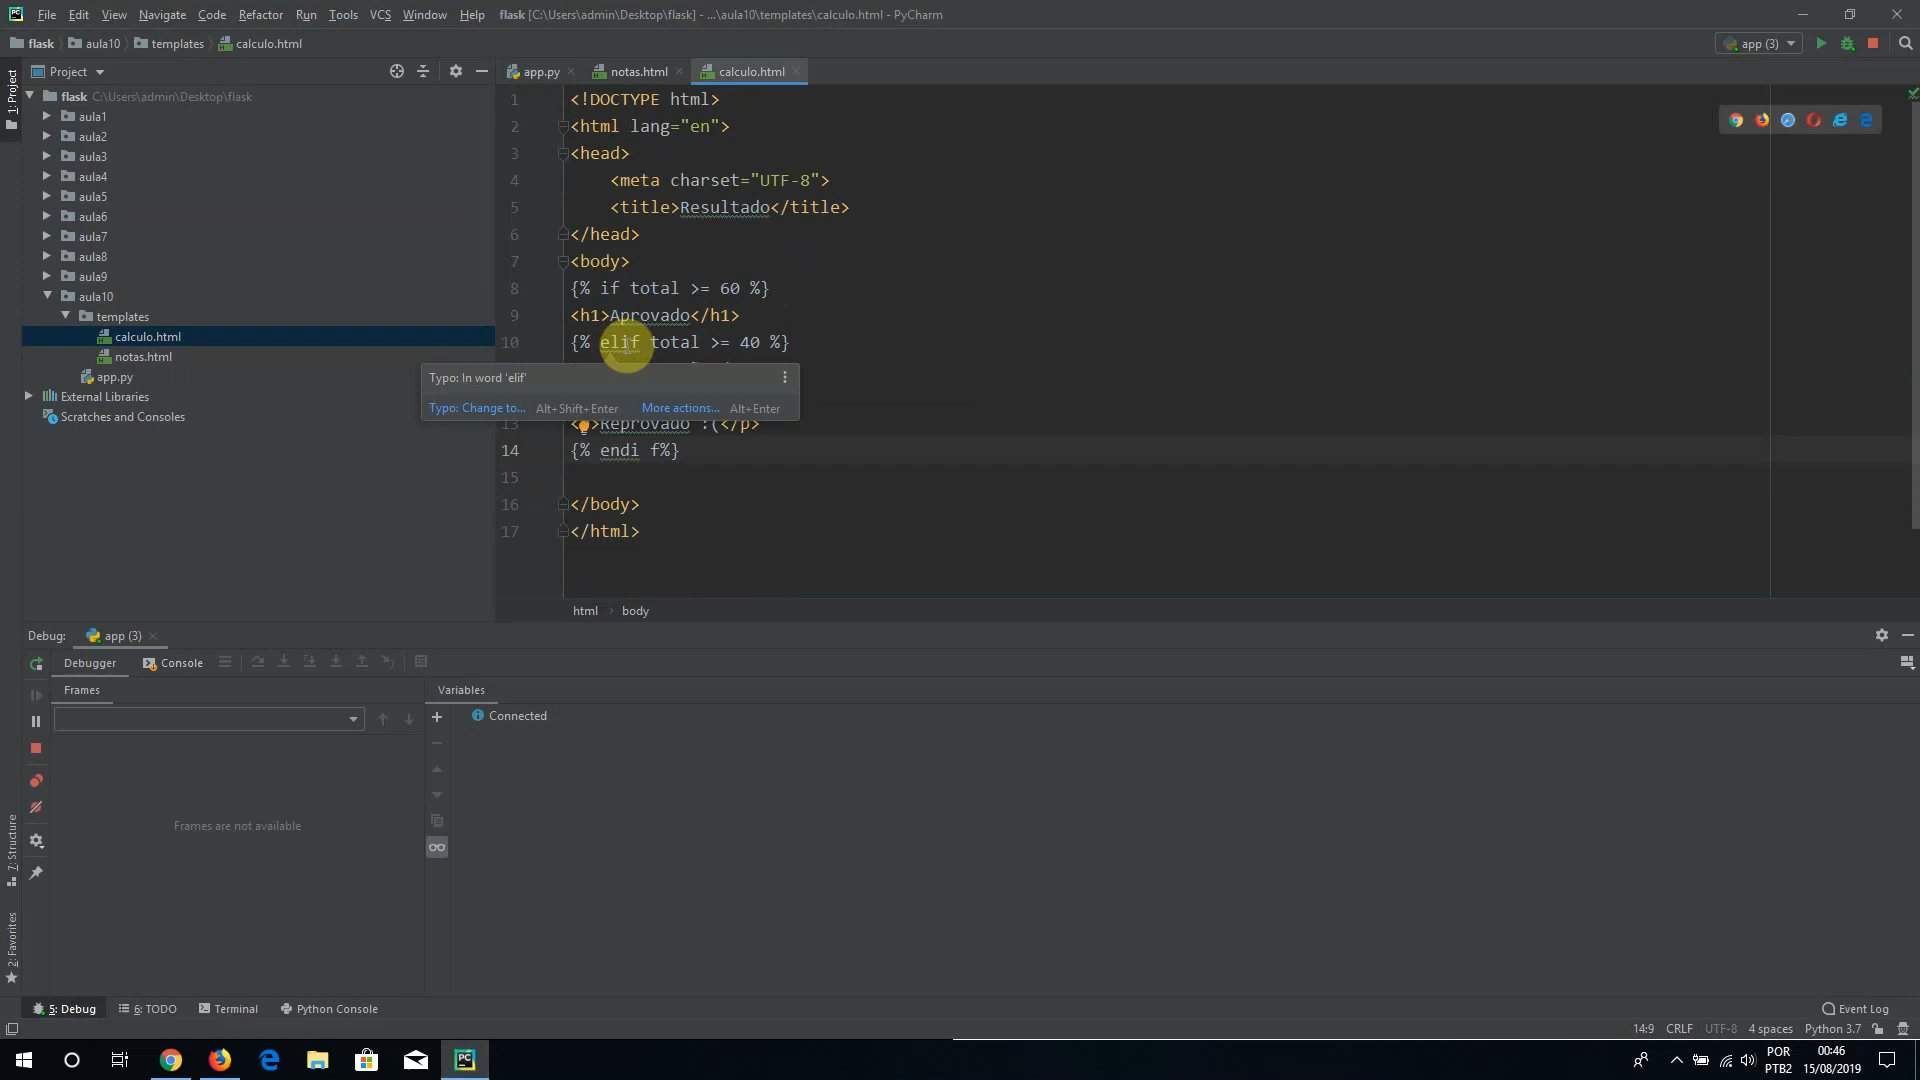 File Edit View Navigate Code Refactor Run Tools VCS Window Help flask [C:\Users\admin\Desktop\flask] - ...\aula10\templates\calculo.html - PyCharm
flask aula10 templates calculo.html
app (3)
1: Project
Project
app.py notas.html calculo.html
flask C:\Users\admin\Desktop\flask
aula1
aula2
aula3
aula4
aula5
aula6
aula7
aula8
aula9
aula10
templates
calculo.html
notas.html
app.py
External Libraries
Scratches and Consoles
1 <!DOCTYPE html>
2 <html lang="en">
3 <head>
4 <meta charset="UTF-8">
5 <title>Resultado</title>
6 </head>
7 <body>
8 {% if total >= 60 %}
9 <h1>Aprovado</h1>
10 {% elif total >= 40 %}
Typo: In word 'elif'
Typo: Change to... Alt+Shift+Enter More actions... Alt+Enter
13 Reprovado :(</p>
14 {% endi f%}
15
16 </body>
17 </html>
html body
Debug: app (3)
Debugger Console
Frames
Variables
Connected
Frames are not available
7: Structure
2: Favorites
5: Debug 6: TODO Terminal Python Console
Event Log
14:9 CRLF UTF-8 4 spaces Python 3.7
PC
POR
PTB2
00:46
15/08/2019